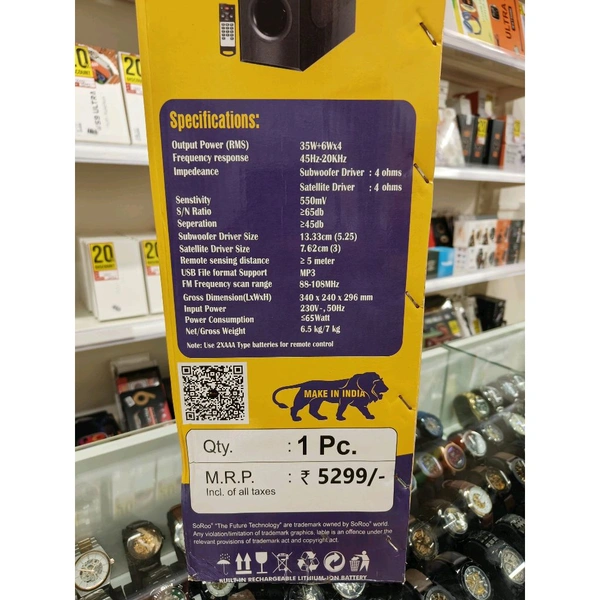 Specifications:
Output Power (RMS) 35W+6Wx4
Frequency response 45Hz-20KHz
Impedeance Subwoofer Driver : 4 ohms
Satellite Driver : 4 ohms
Senstivity 550mV
S/N Ratio ≥65db
Seperation ≥45db
Subwoofer Driver Size 13.33cm (5.25)
Satellite Driver Size 7.62cm (3)
Remote sensing distance ≥ 5 meter
USB File format Support MP3
FM Frequency scan range 88-108MHz
Gross Dimension(LxWxH) 340 x 240 x 296 mm
Input Power 230V~, 50Hz
Power Consumption ≤65Watt
Net/Gross Weight 6.5 kg/7 kg
Note: Use 2XAAA Type batteries for remote control
MAKE IN INDIA
Qty. : 1 Pc.
M.R.P. : ₹ 5299/-
Incl. of all taxes
SoRoo" "The Future Technology" are trademark owned by SoRoo" world.
Any violation/limitation of trademark graphics. lable is an offence under the
relevant provisions of trademark act and copyright act.
BUILT-IN RECHARGEABLE LITHIUM-ION BATTERY
20
20
20
20
ULTRA